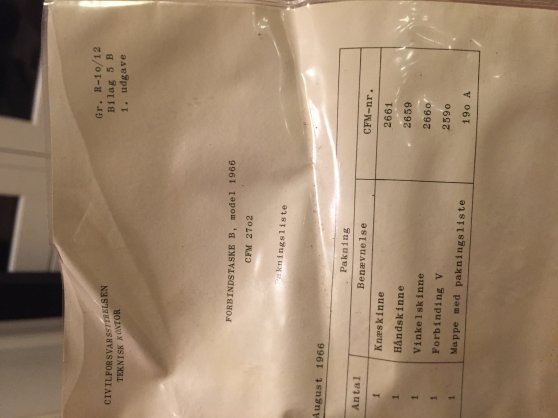 CIVILFORSVARSSTYRELSEN
TEKNISK KONTOR
Gr. R-10/12
Bilag 5 B
1. udgave
FORBINDSTASKE B, model 1966
CFM 27o2
Pakningsliste
August 1966
Pakning
Antal Benævnelse CFM-nr.
1 Knæskinne 2661
1 Håndskinne 2659
1 Vinkelskinne 266o
1 Forbinding V 259o
1 Mappe med pakningsliste 19o A